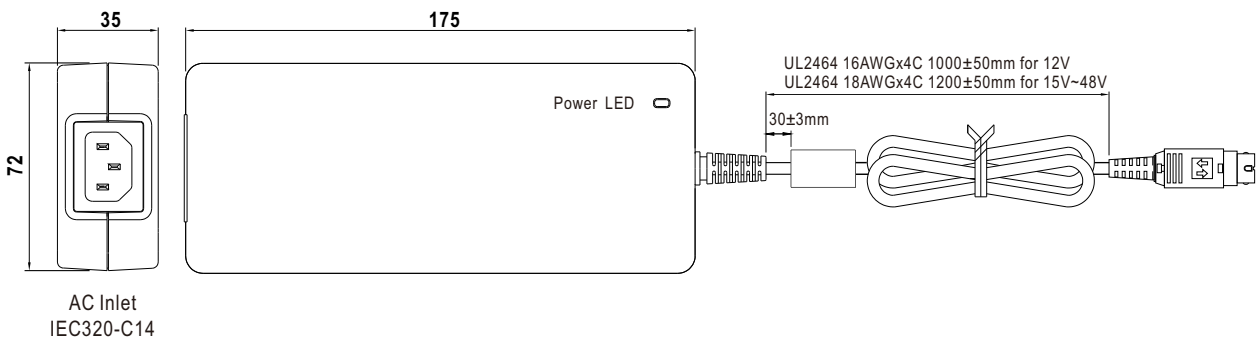 35
175
UL2464 16AWGx4C 1000±50mm for 12V
UL2464 18AWGx4C 1200±50mm for 15V~48V
Power LED
30±3mm
72
AC Inlet
IEC320-C14